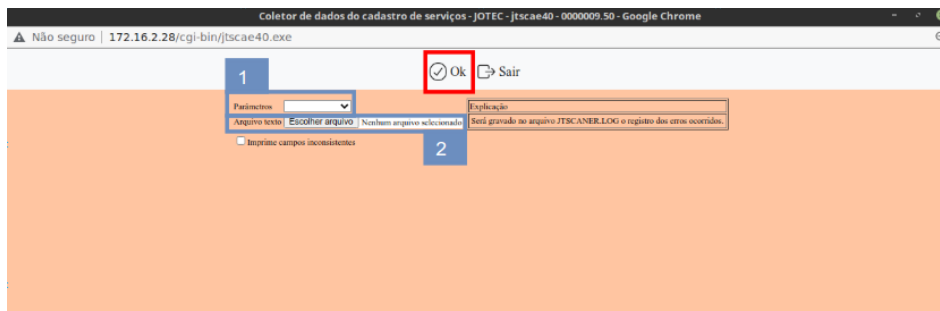 Coletor de dados do cadastro de serviços - JOTEC - jtscae40 - 0000009.50 - Google Chrome
Não seguro | 172.16.2.28/cgi-bin/jtscae40.exe
Ok Sair
1
Parâmetros
Explicação
Arquivo texto Escolher arquivo Nenhum arquivo selecionado
Será gravado no arquivo JTSCANER.LOG o registro dos erros ocorridos.
Imprime campos inconsistentes
2